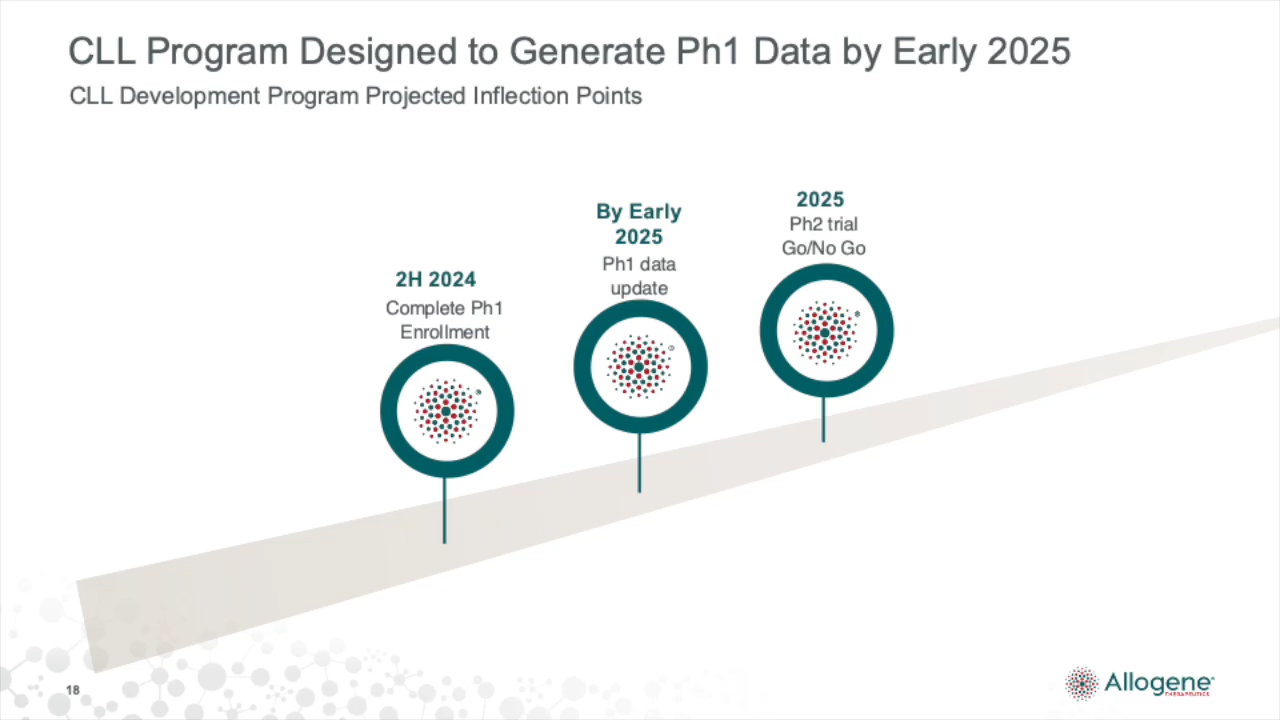 CLL Program Designed to Generate Ph1 Data by Early 2025
CLL Development Program Projected Inflection Points
2H 2024
Complete Ph1
Enrollment
By Early
2025
Ph1 data
update
2025
Ph2 trial
Go/No Go
18
Allogene
THERAPEUTICS